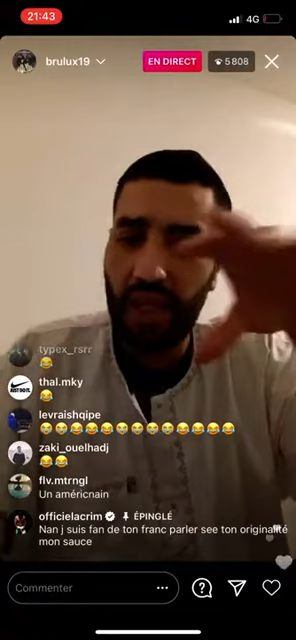 21:43
4G
brulux19
EN DIRECT
5 808
typex_rsrr
😂
thal.mky
😂
levraishqipe
😭😭😂😂😂😭😂😭😂😂😂😂😂
zaki_ouelhadj
😂😂
flv.mtrngl
Un américnain
officielacrim ÉPINGLÉ
Nan j suis fan de ton franc parler see ton originalité
mon sauce
Commenter